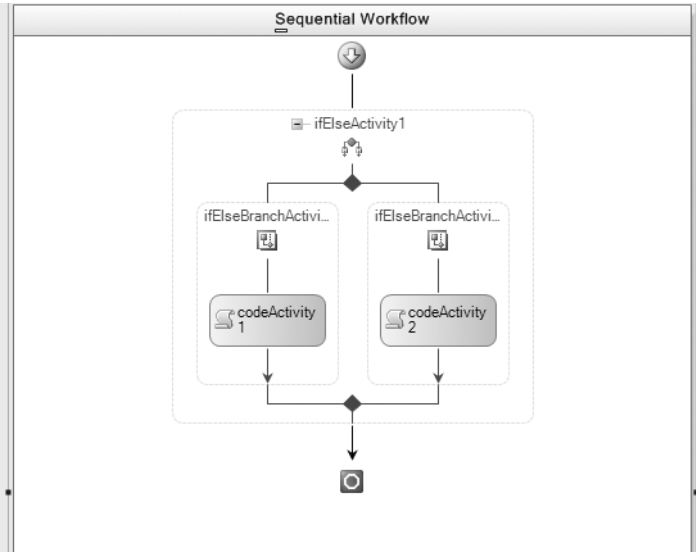 Sequential Workflow
ifElseActivity1
ifElseBranchActivi...
ifElseBranchActivi...
codeActivity
1
codeActivity
2